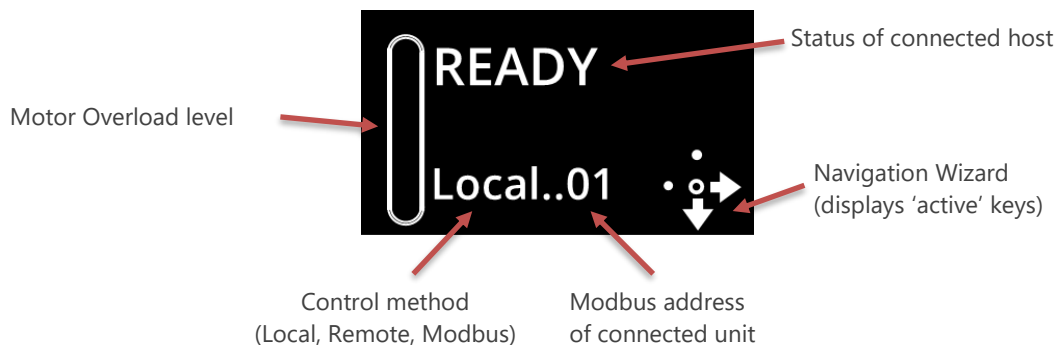 READY
Status of connected host
Motor Overload level
Local..01
Navigation Wizard
(displays ‘active’ keys)
Control method
(Local, Remote, Modbus)
Modbus address
of connected unit